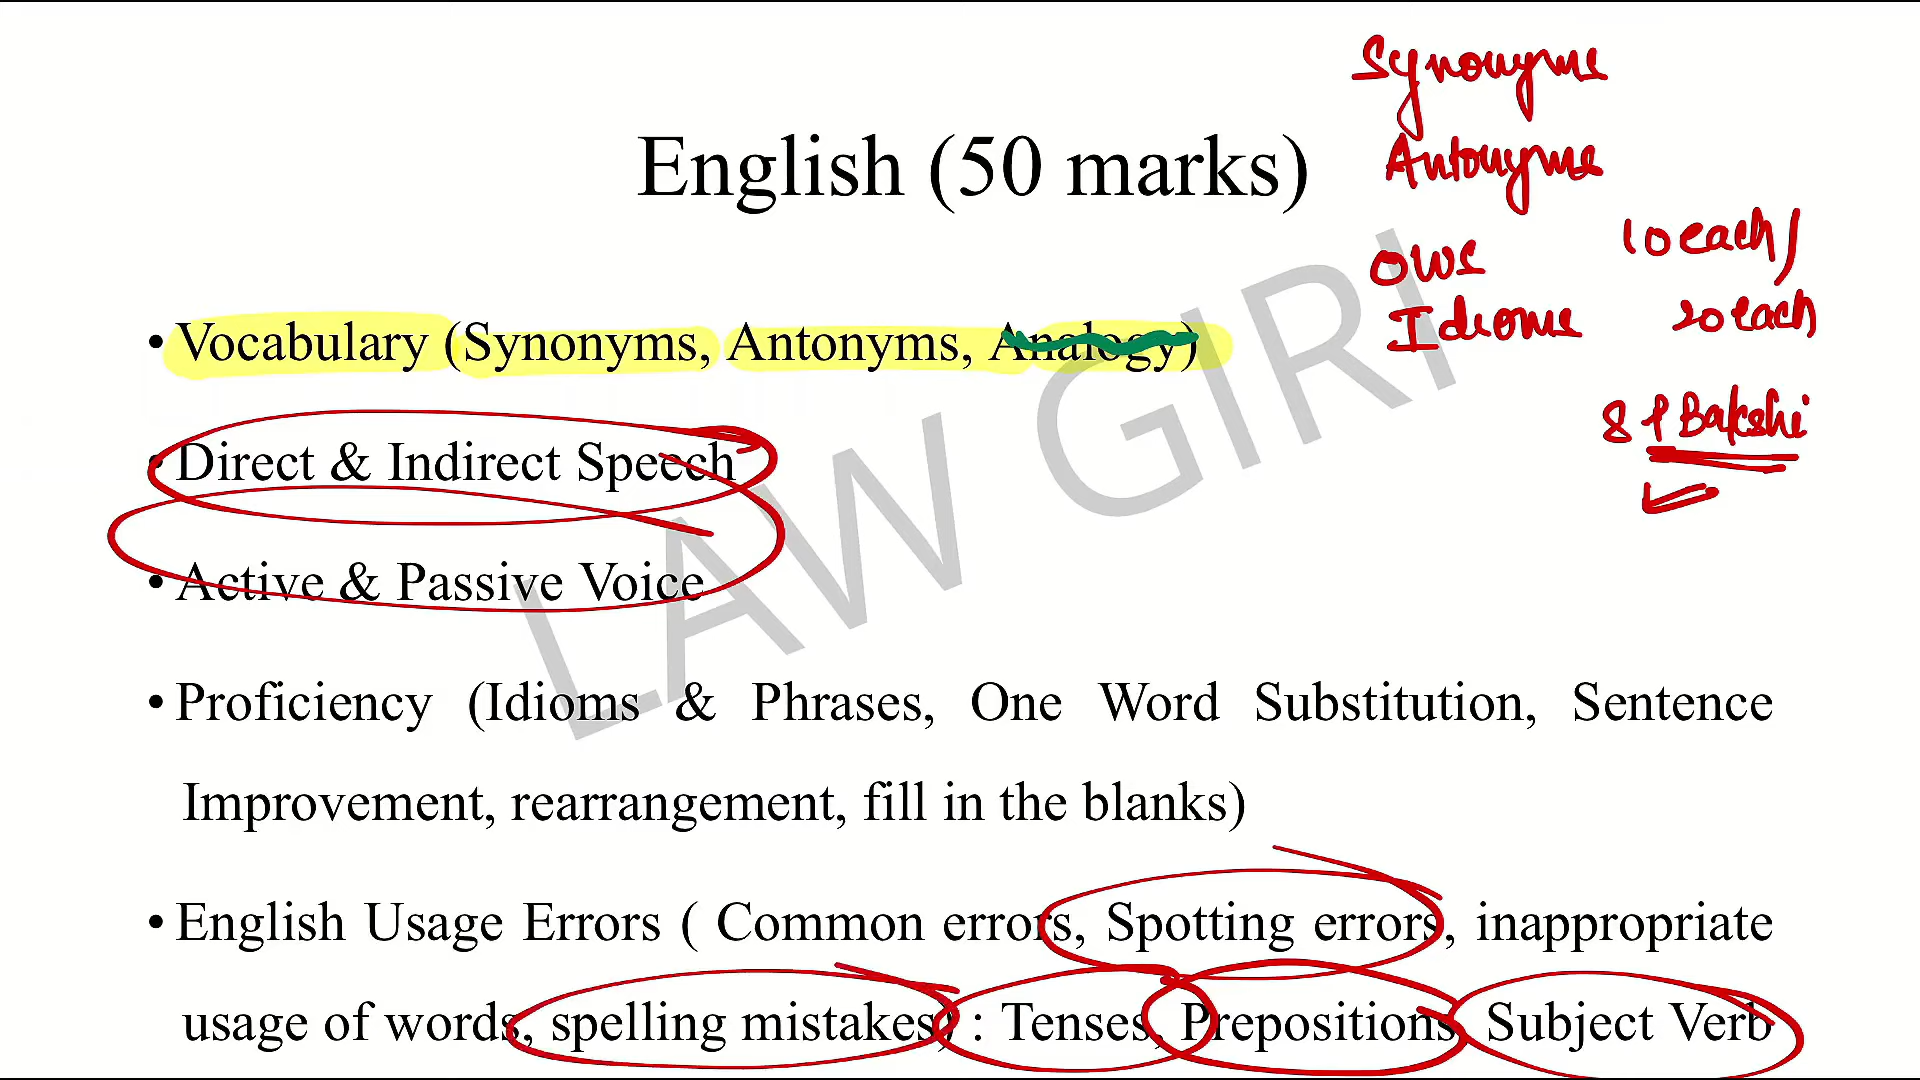 English (50 marks)
• Vocabulary (Synonyms, Antonyms, Analogy)
• Direct & Indirect Speech
• Active & Passive Voice
• Proficiency (Idioms & Phrases, One Word Substitution, Sentence
Improvement, rearrangement, fill in the blanks)
• English Usage Errors ( Common errors, Spotting errors, inappropriate
usage of words, spelling mistakes) : Tenses, Prepositions, Subject Verb
Synonyms
Antonyms
OWS
Idioms
10 each/
20 each
S P Bakshi
LAW GIRI